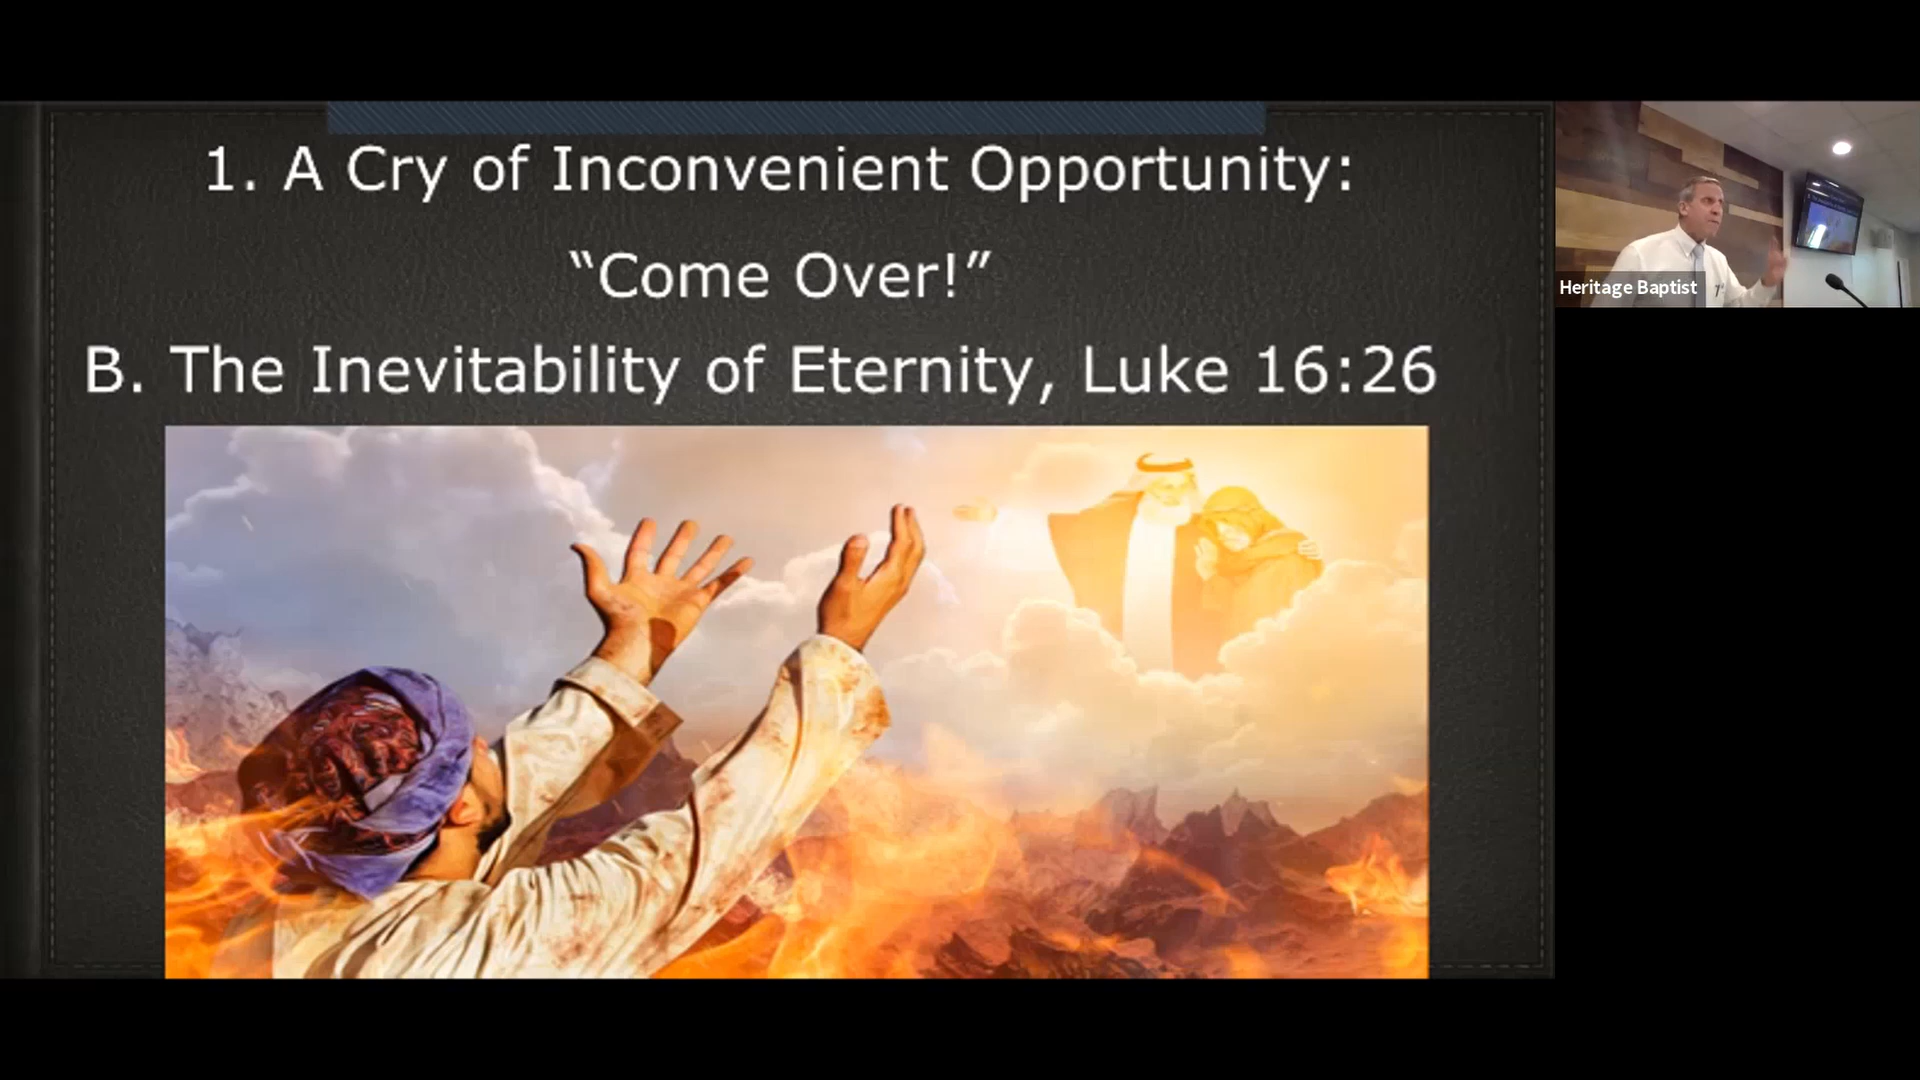 1. A Cry of Inconvenient Opportunity:
“Come Over!”
B. The Inevitability of Eternity, Luke 16:26
Heritage Baptist